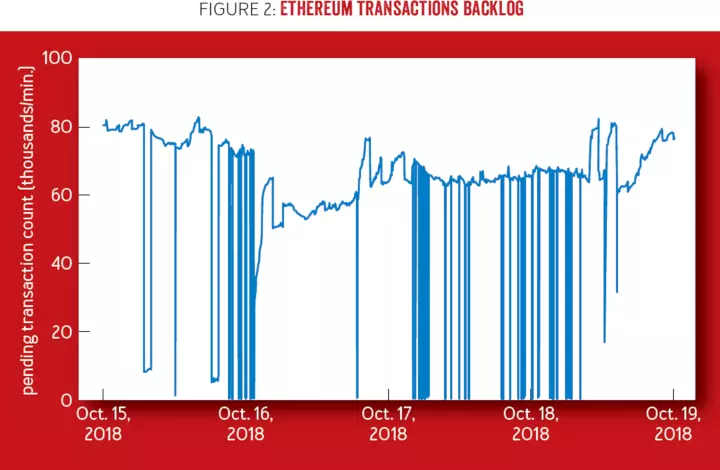 FIGURE 2: ETHEREUM TRANSACTIONS BACKLOG
pending transaction count (thousands/min.)
100
80
60
40
20
0
Oct. 15, 2018
Oct. 16, 2018
Oct. 17, 2018
Oct. 18, 2018
Oct. 19, 2018